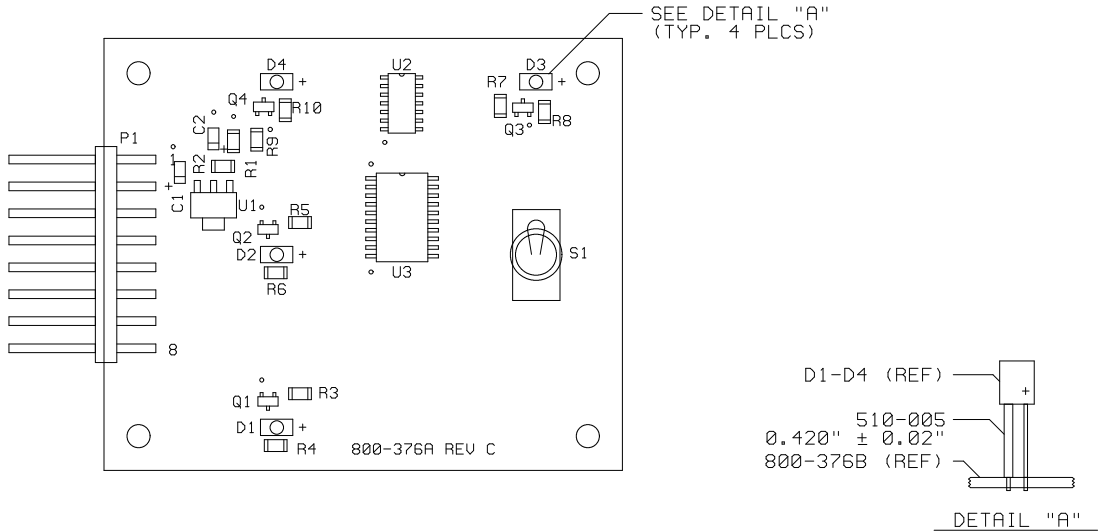 SEE DETAIL "A"
(TYP. 4 PLCS)
D4
+
U2
D3
+
R7
Q4
R10
Q3
R8
C2
P1
+
R9
1
R2
R1
+
C1
U1
R5
Q2
D2
+
S1
U3
R6
8
R3
Q1
D1
+
R4
800-376A REV C
D1-D4 (REF)
+
510-005
0.420" ± 0.02"
800-376B (REF)
DETAIL "A"